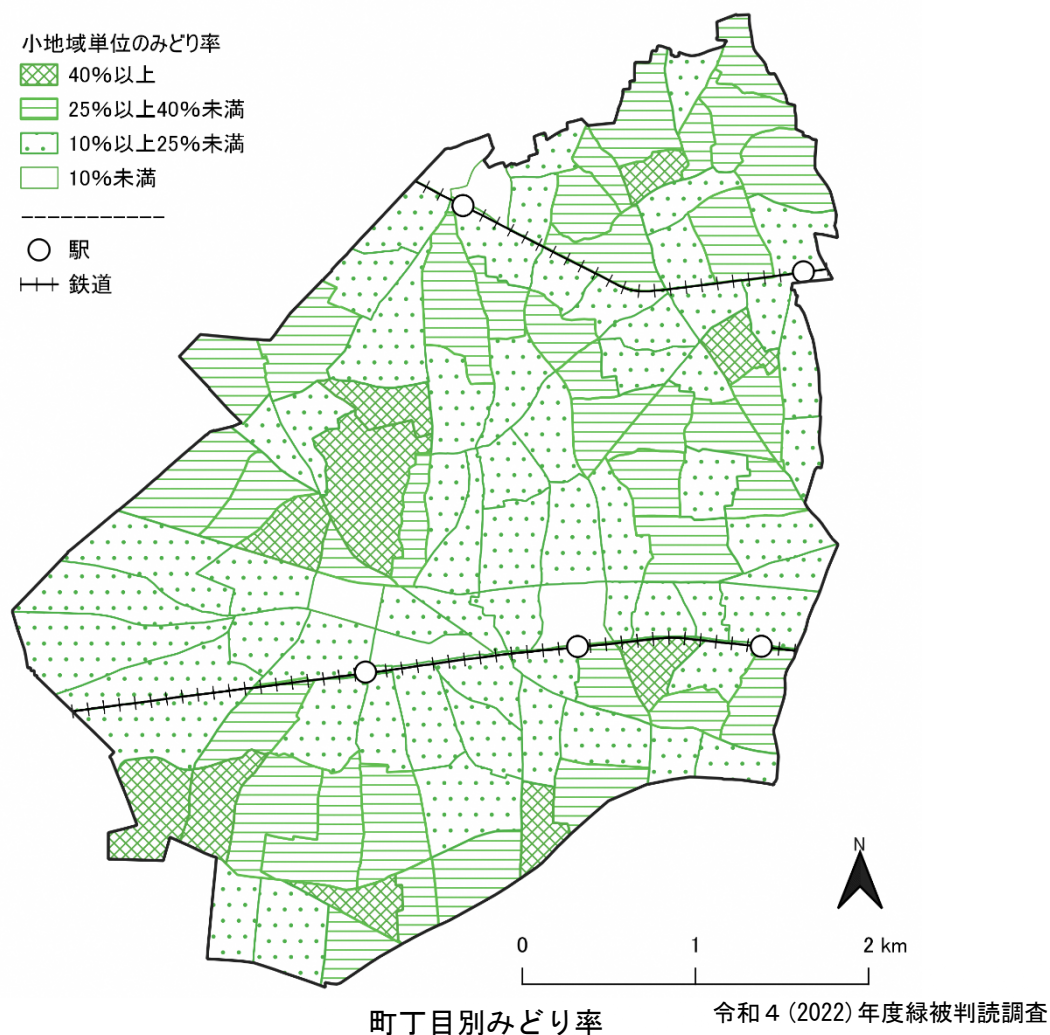 小地域単位のみどり率
40%以上
25%以上40%未満
10%以上25%未満
10%未満
駅
鉄道
N
0 1 2 km
町丁目別みどり率
令和4(2022)年度緑被判読調査